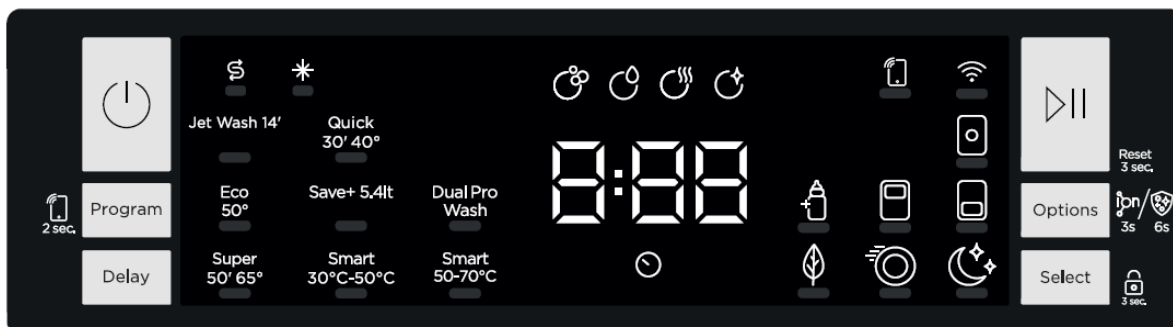 Jet Wash 14'
Quick
30' 40°
Eco
50°
Save+ 5.4lt
Dual Pro
Wash
Super
50' 65°
Smart
30°C-50°C
Smart
50-70°C
8:88
Program
2 sec.
Delay
Reset
3 sec.
Options
ion/
3s 6s
Select
3 sec.